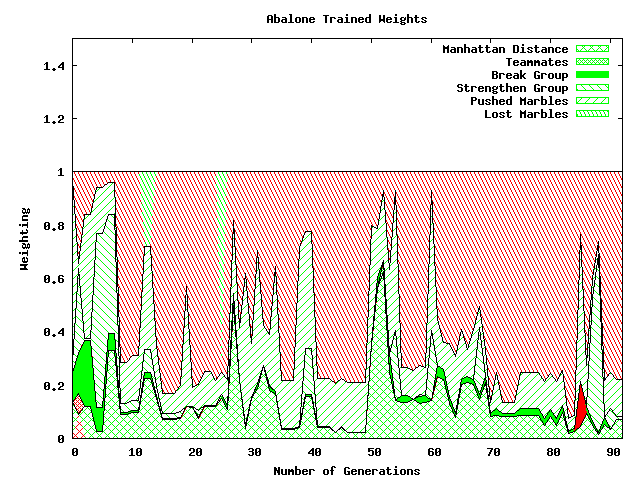 Abalone Trained Weights
Manhattan Distance
Teammates
Break Group
Strengthen Group
Pushed Marbles
Lost Marbles
1.4
1.2
1
0.8
0.6
0.4
0.2
0
Weighting
0 10 20 30 40 50 60 70 80 90
Number of Generations